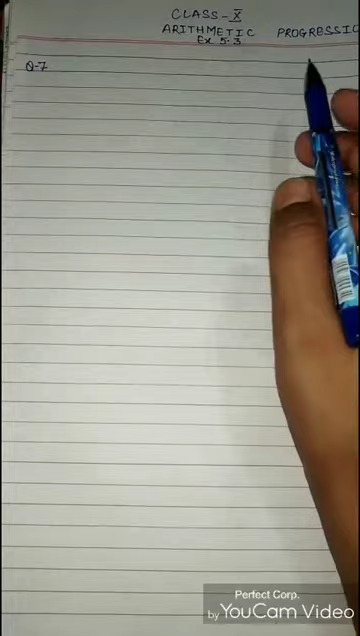 CLASS-X
ARITHMETIC PROGRESSIO
Ex 5.3
Q-7
Perfect Corp.
by YouCam Video